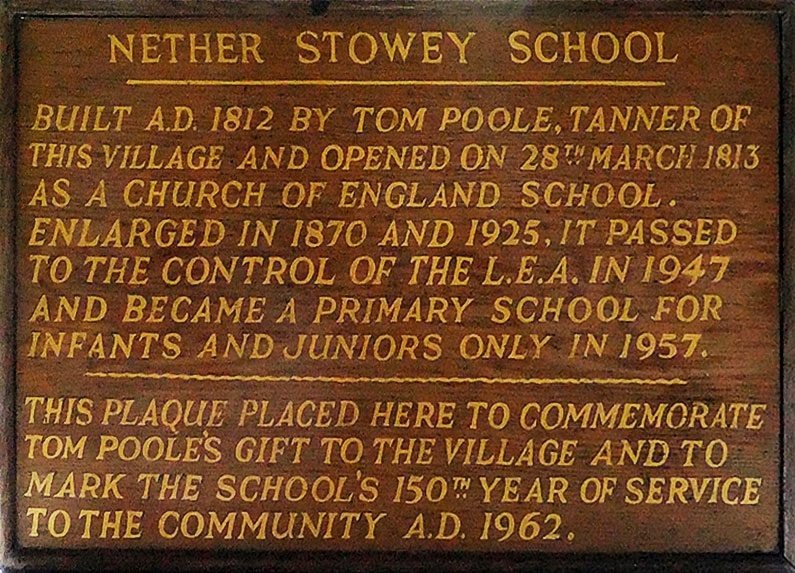 NETHER STOWEY SCHOOL
BUILT A.D. 1812 BY TOM POOLE, TANNER OF
THIS VILLAGE AND OPENED ON 28TH MARCH 1813
AS A CHURCH OF ENGLAND SCHOOL.
ENLARGED IN 1870 AND 1925, IT PASSED
TO THE CONTROL OF THE L.E.A. IN 1947
AND BECAME A PRIMARY SCHOOL FOR
INFANTS AND JUNIORS ONLY IN 1957.
THIS PLAQUE PLACED HERE TO COMMEMORATE
TOM POOLE'S GIFT TO THE VILLAGE AND TO
MARK THE SCHOOL'S 150TH YEAR OF SERVICE
TO THE COMMUNITY A.D. 1962.